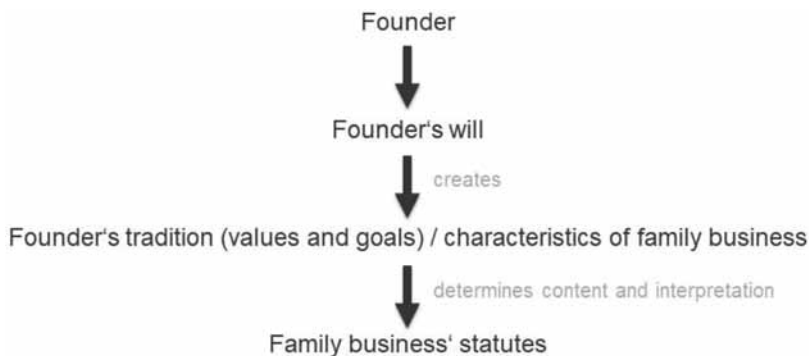 Founder
Founder‘s will
creates
Founder‘s tradition (values and goals) / characteristics of family business
determines content and interpretation
Family business‘ statutes